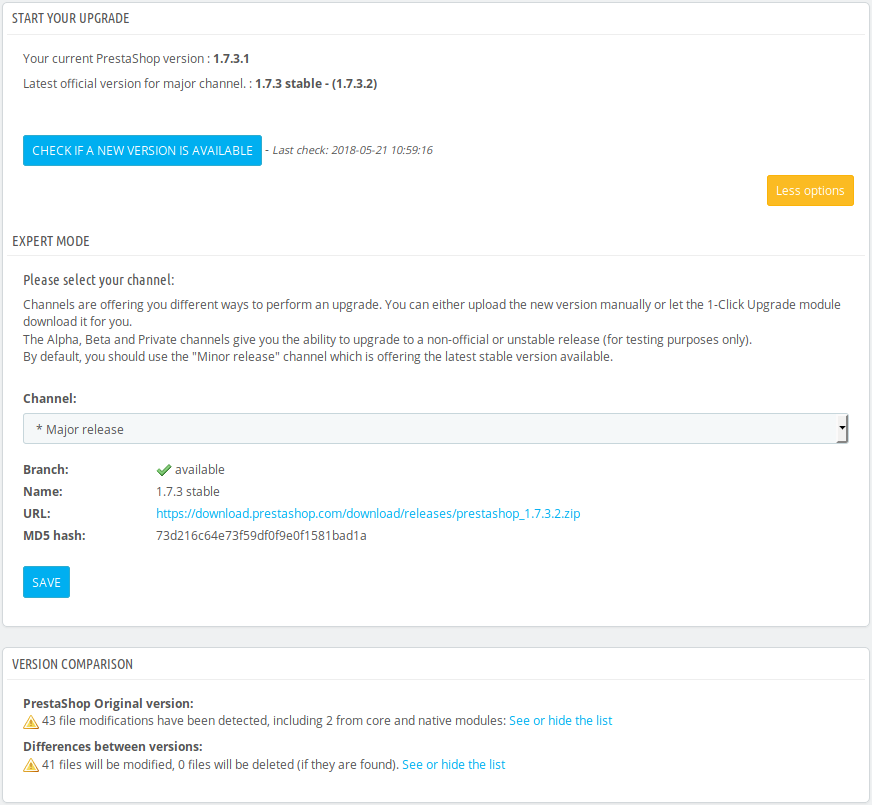 START YOUR UPGRADE
Your current PrestaShop version : 1.7.3.1
Latest official version for major channel. : 1.7.3 stable - (1.7.3.2)
CHECK IF A NEW VERSION IS AVAILABLE - Last check: 2018-05-21 10:59:16
Less options
EXPERT MODE
Please select your channel:
Channels are offering you different ways to perform an upgrade. You can either upload the new version manually or let the 1-Click Upgrade module
download it for you.
The Alpha, Beta and Private channels give you the ability to upgrade to a non-official or unstable release (for testing purposes only).
By default, you should use the "Minor release" channel which is offering the latest stable version available.
Channel:
* Major release
Branch: available
Name: 1.7.3 stable
URL: https://download.prestashop.com/download/releases/prestashop_1.7.3.2.zip
MD5 hash: 73d216c64e73f59df0f9e0f1581bad1a
SAVE
VERSION COMPARISON
PrestaShop Original version:
43 file modifications have been detected, including 2 from core and native modules: See or hide the list
Differences between versions:
41 files will be modified, 0 files will be deleted (if they are found). See or hide the list